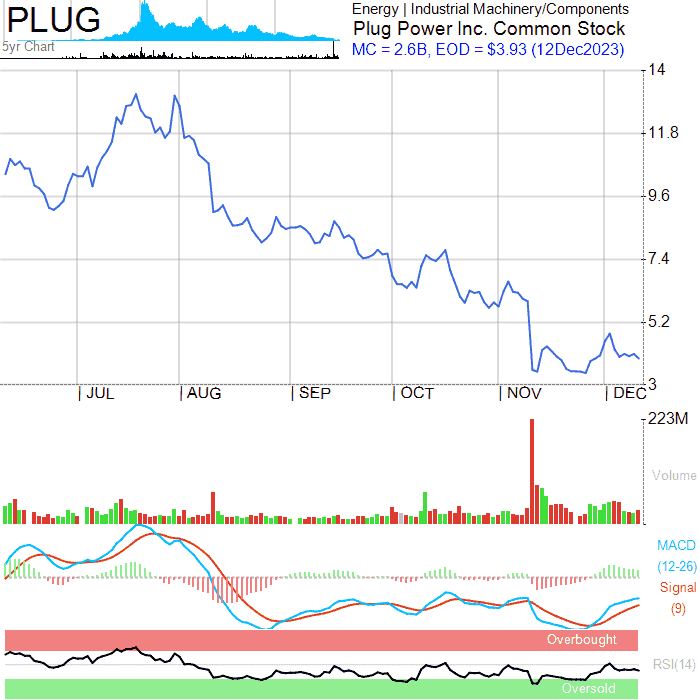 PLUG
5yr Chart
Energy | Industrial Machinery/Components
Plug Power Inc. Common Stock
MC = 2.6B, EOD = $3.93 (12Dec2023)
14
11.8
9.6
7.4
5.2
3
| JUL | AUG | SEP | OCT | NOV | DEC
223M
Volume
MACD
(12-26)
Signal
(9)
Overbought
RSI(14)
Oversold